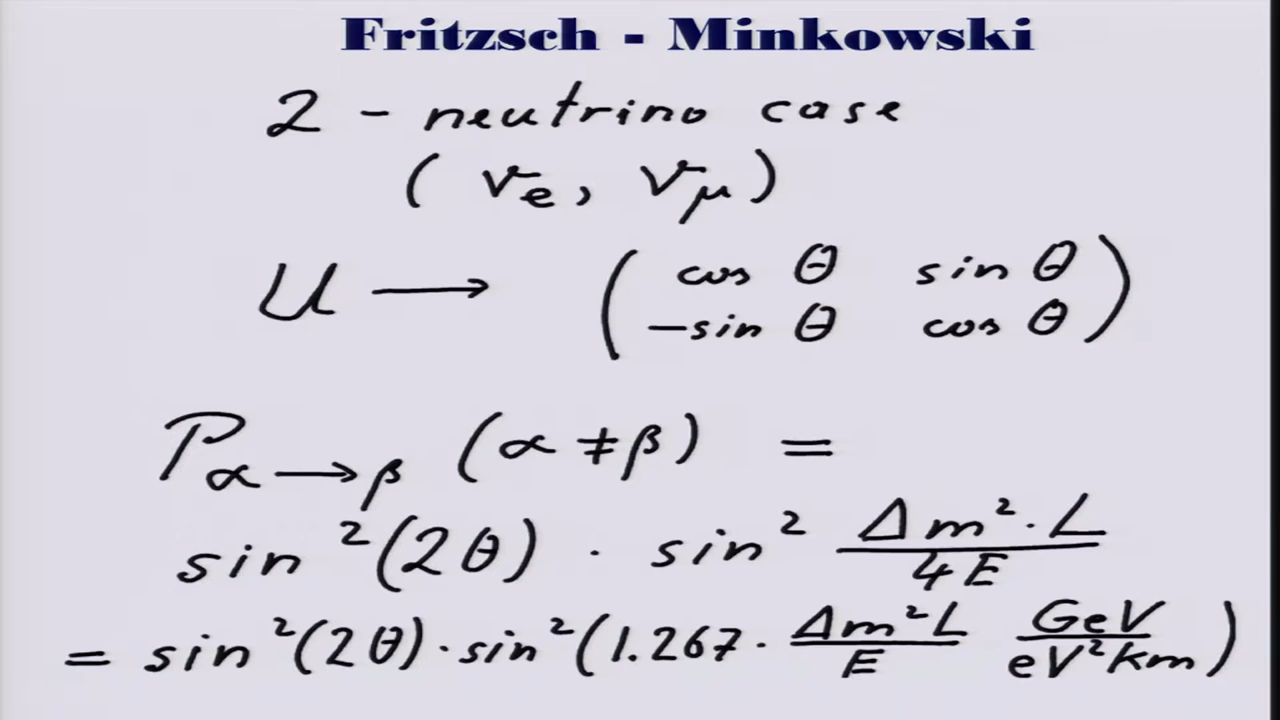 Fritzsch - Minkowski
2 - neutrino case
( νe, νμ )
U → ( cos θ sin θ
-sin θ cos θ )
Pα→β (α ≠ β) =
sin²(2θ) · sin² Δm²·L / 4E
= sin²(2θ) · sin²(1.267 · Δm²L / E GeV / eV²km )